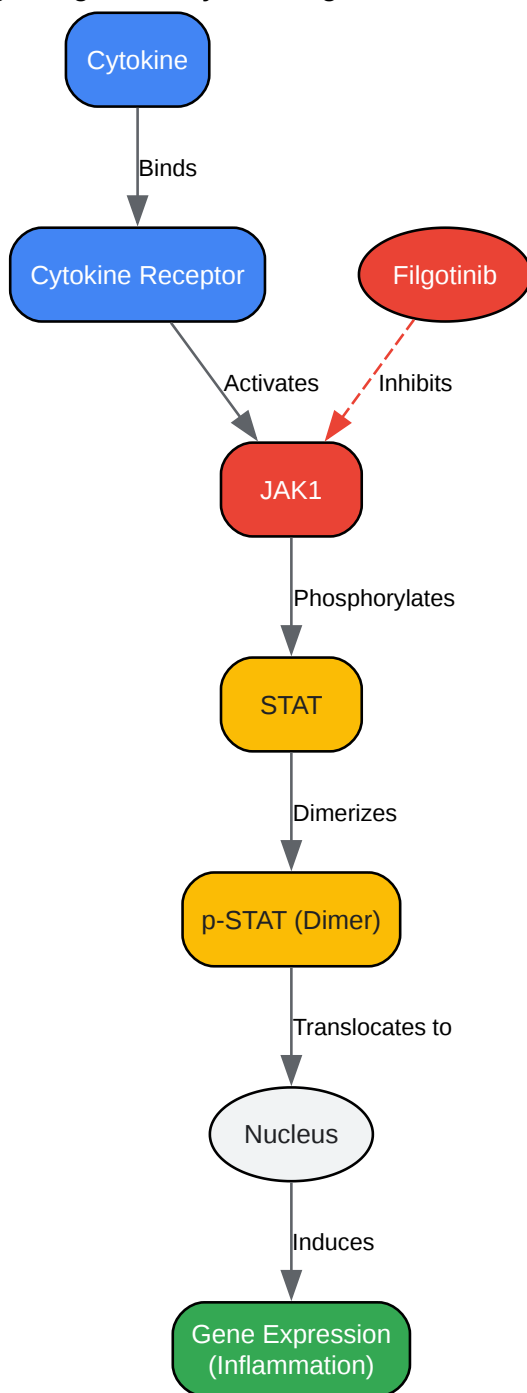 Cytokine
Binds
Cytokine Receptor
Filgotinib
Activates
Inhibits
JAK1
Phosphorylates
STAT
Dimerizes
p-STAT (Dimer)
Translocates to
Nucleus
Induces
Gene Expression
(Inflammation)